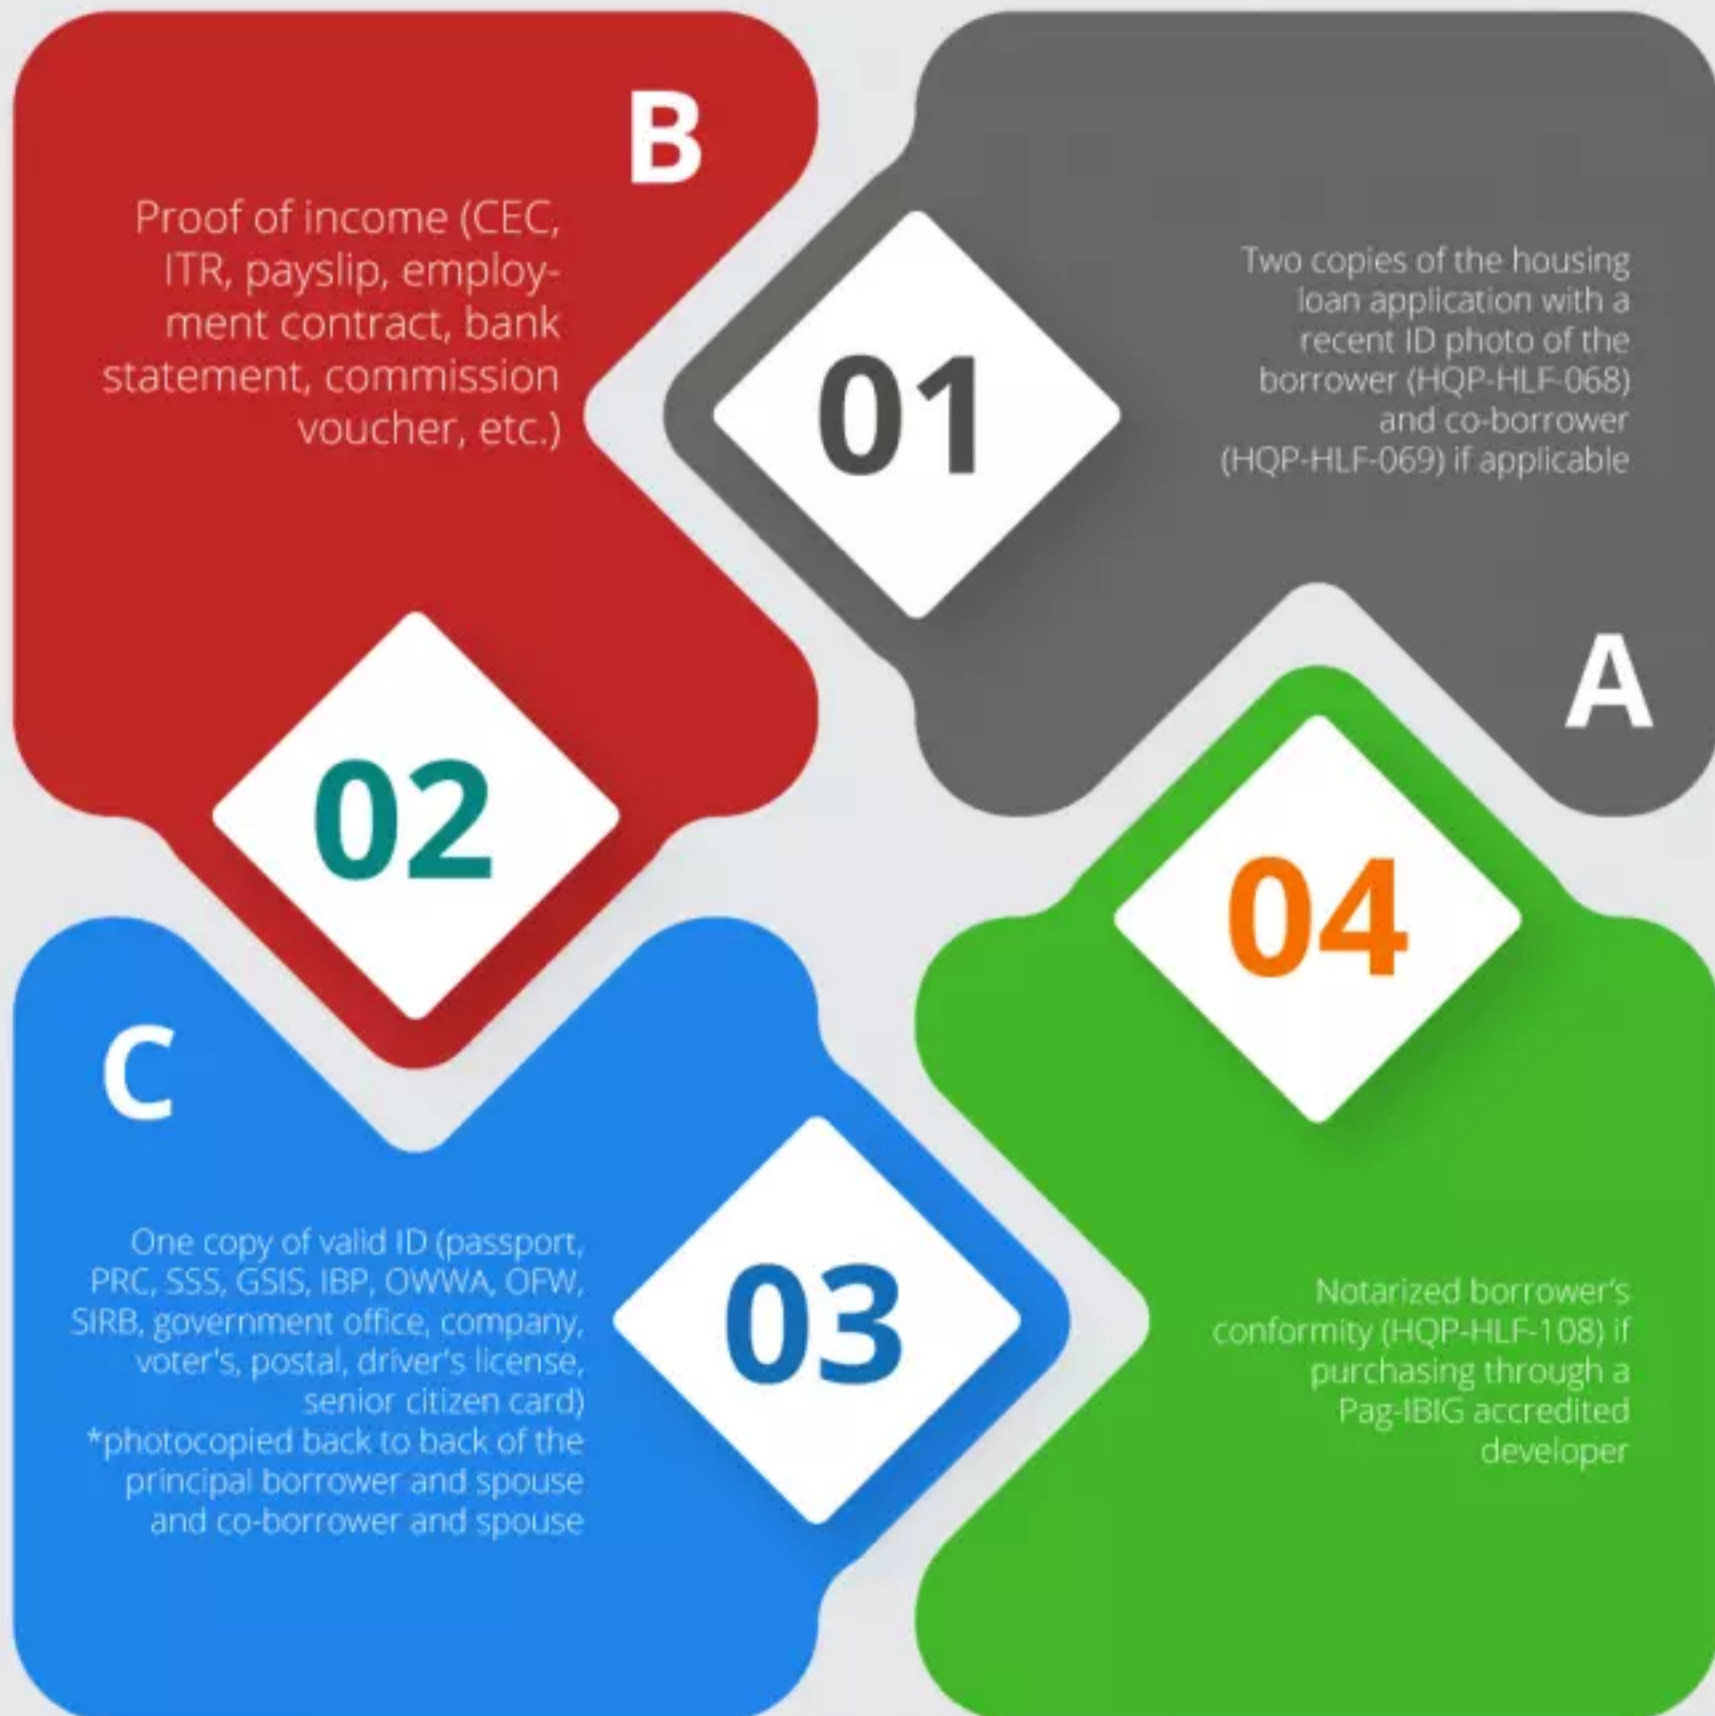 B
Proof of income (CEC,
ITR, payslip, employ-
ment contract, bank
statement, commission
voucher, etc.)
02
01
Two copies of the housing
loan application with a
recent ID photo of the
borrower (HQP-HLF-068)
and co-borrower
(HQP-HLF-069) if applicable
A
C
One copy of valid ID (passport,
PRC, SSS, GSIS, IBP, OWWA, OFW,
SIRB, government office, company,
voter's, postal, driver's license,
senior citizen card)
*photocopied back to back of the
principal borrower and spouse
and co-borrower and spouse
03
04
Notarized borrower's
conformity (HQP-HLF-108) if
purchasing through a
Pag-IBIG accredited
developer